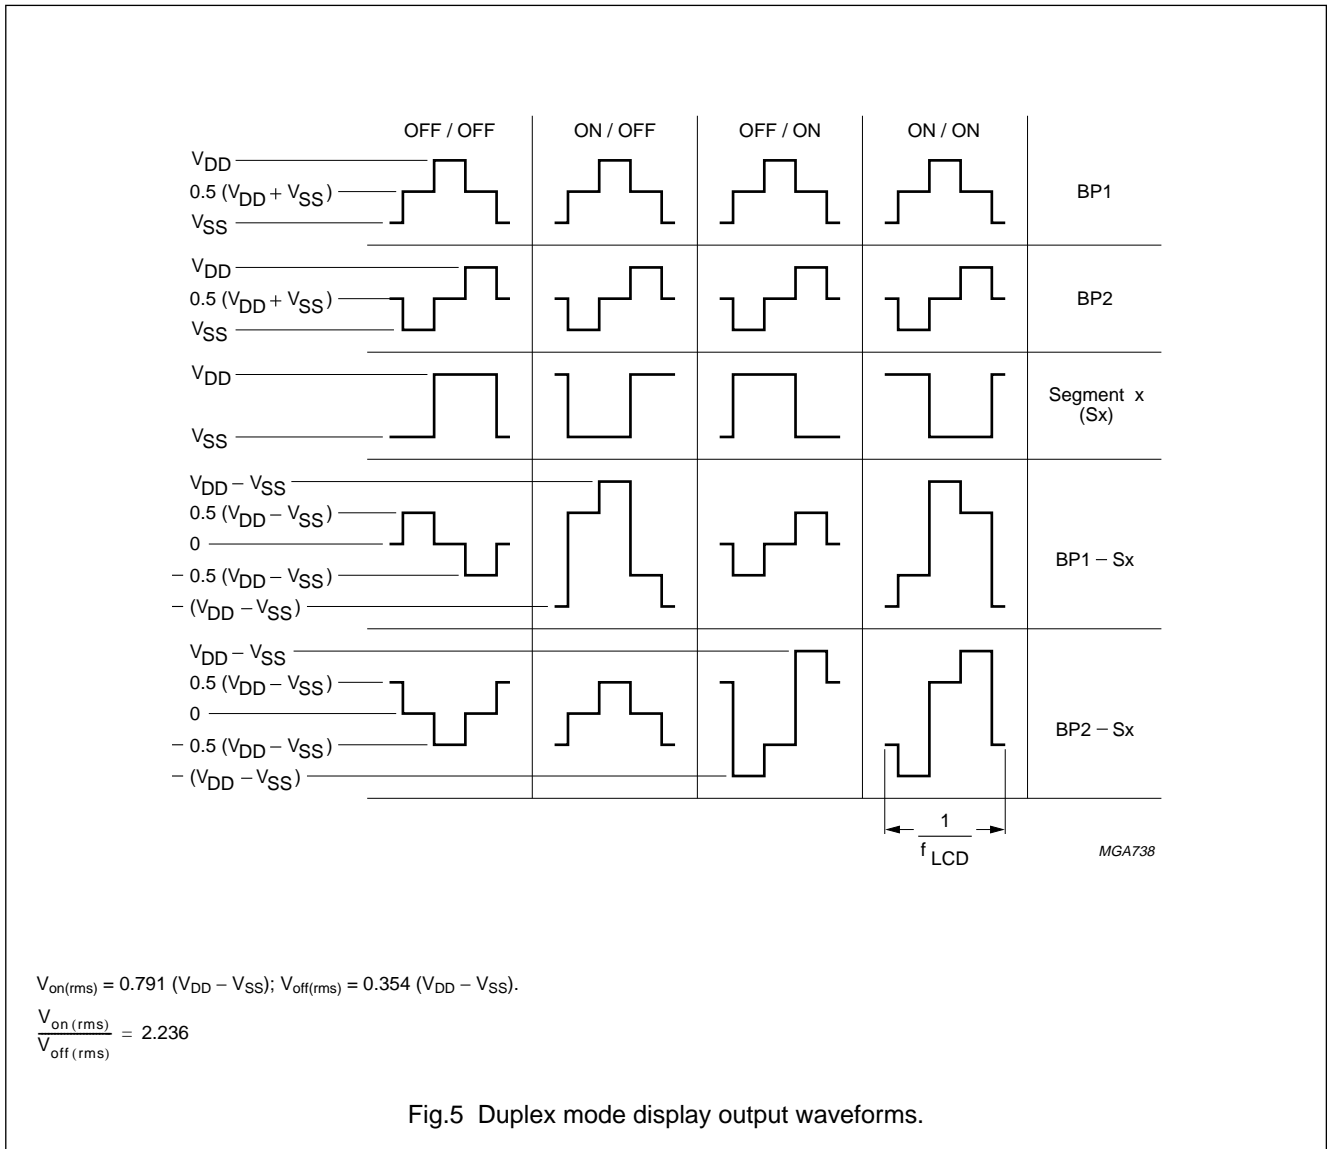 OFF / OFF ON / OFF OFF / ON ON / ON
VDD
0.5 (VDD + VSS)
VSS
BP1
VDD
0.5 (VDD + VSS)
VSS
BP2
VDD
VSS
Segment x
(Sx)
VDD − VSS
0.5 (VDD − VSS)
0
− 0.5 (VDD − VSS)
− (VDD − VSS)
BP1 − Sx
VDD − VSS
0.5 (VDD − VSS)
0
− 0.5 (VDD − VSS)
− (VDD − VSS)
BP2 − Sx
1
f LCD
MGA738
Von(rms) = 0.791 (VDD − VSS); Voff(rms) = 0.354 (VDD − VSS).
Von (rms)
Voff (rms)
= 2.236
Fig.5 Duplex mode display output waveforms.